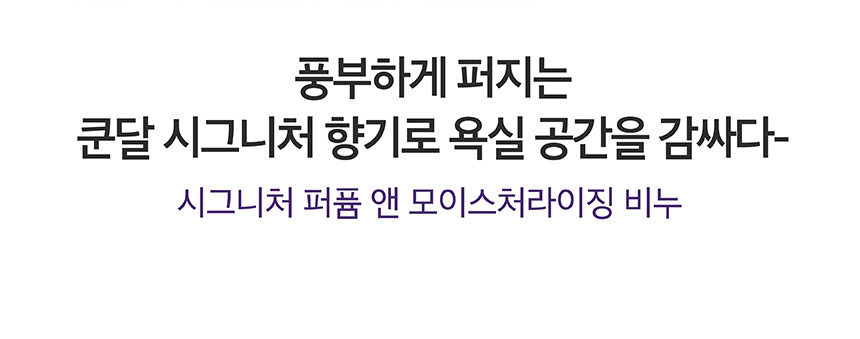 풍부하게 퍼지는
쿤달 시그니처 향기로 욕실 공간을 감싸다-
시그니처 퍼퓸 앤 모이스처라이징 비누